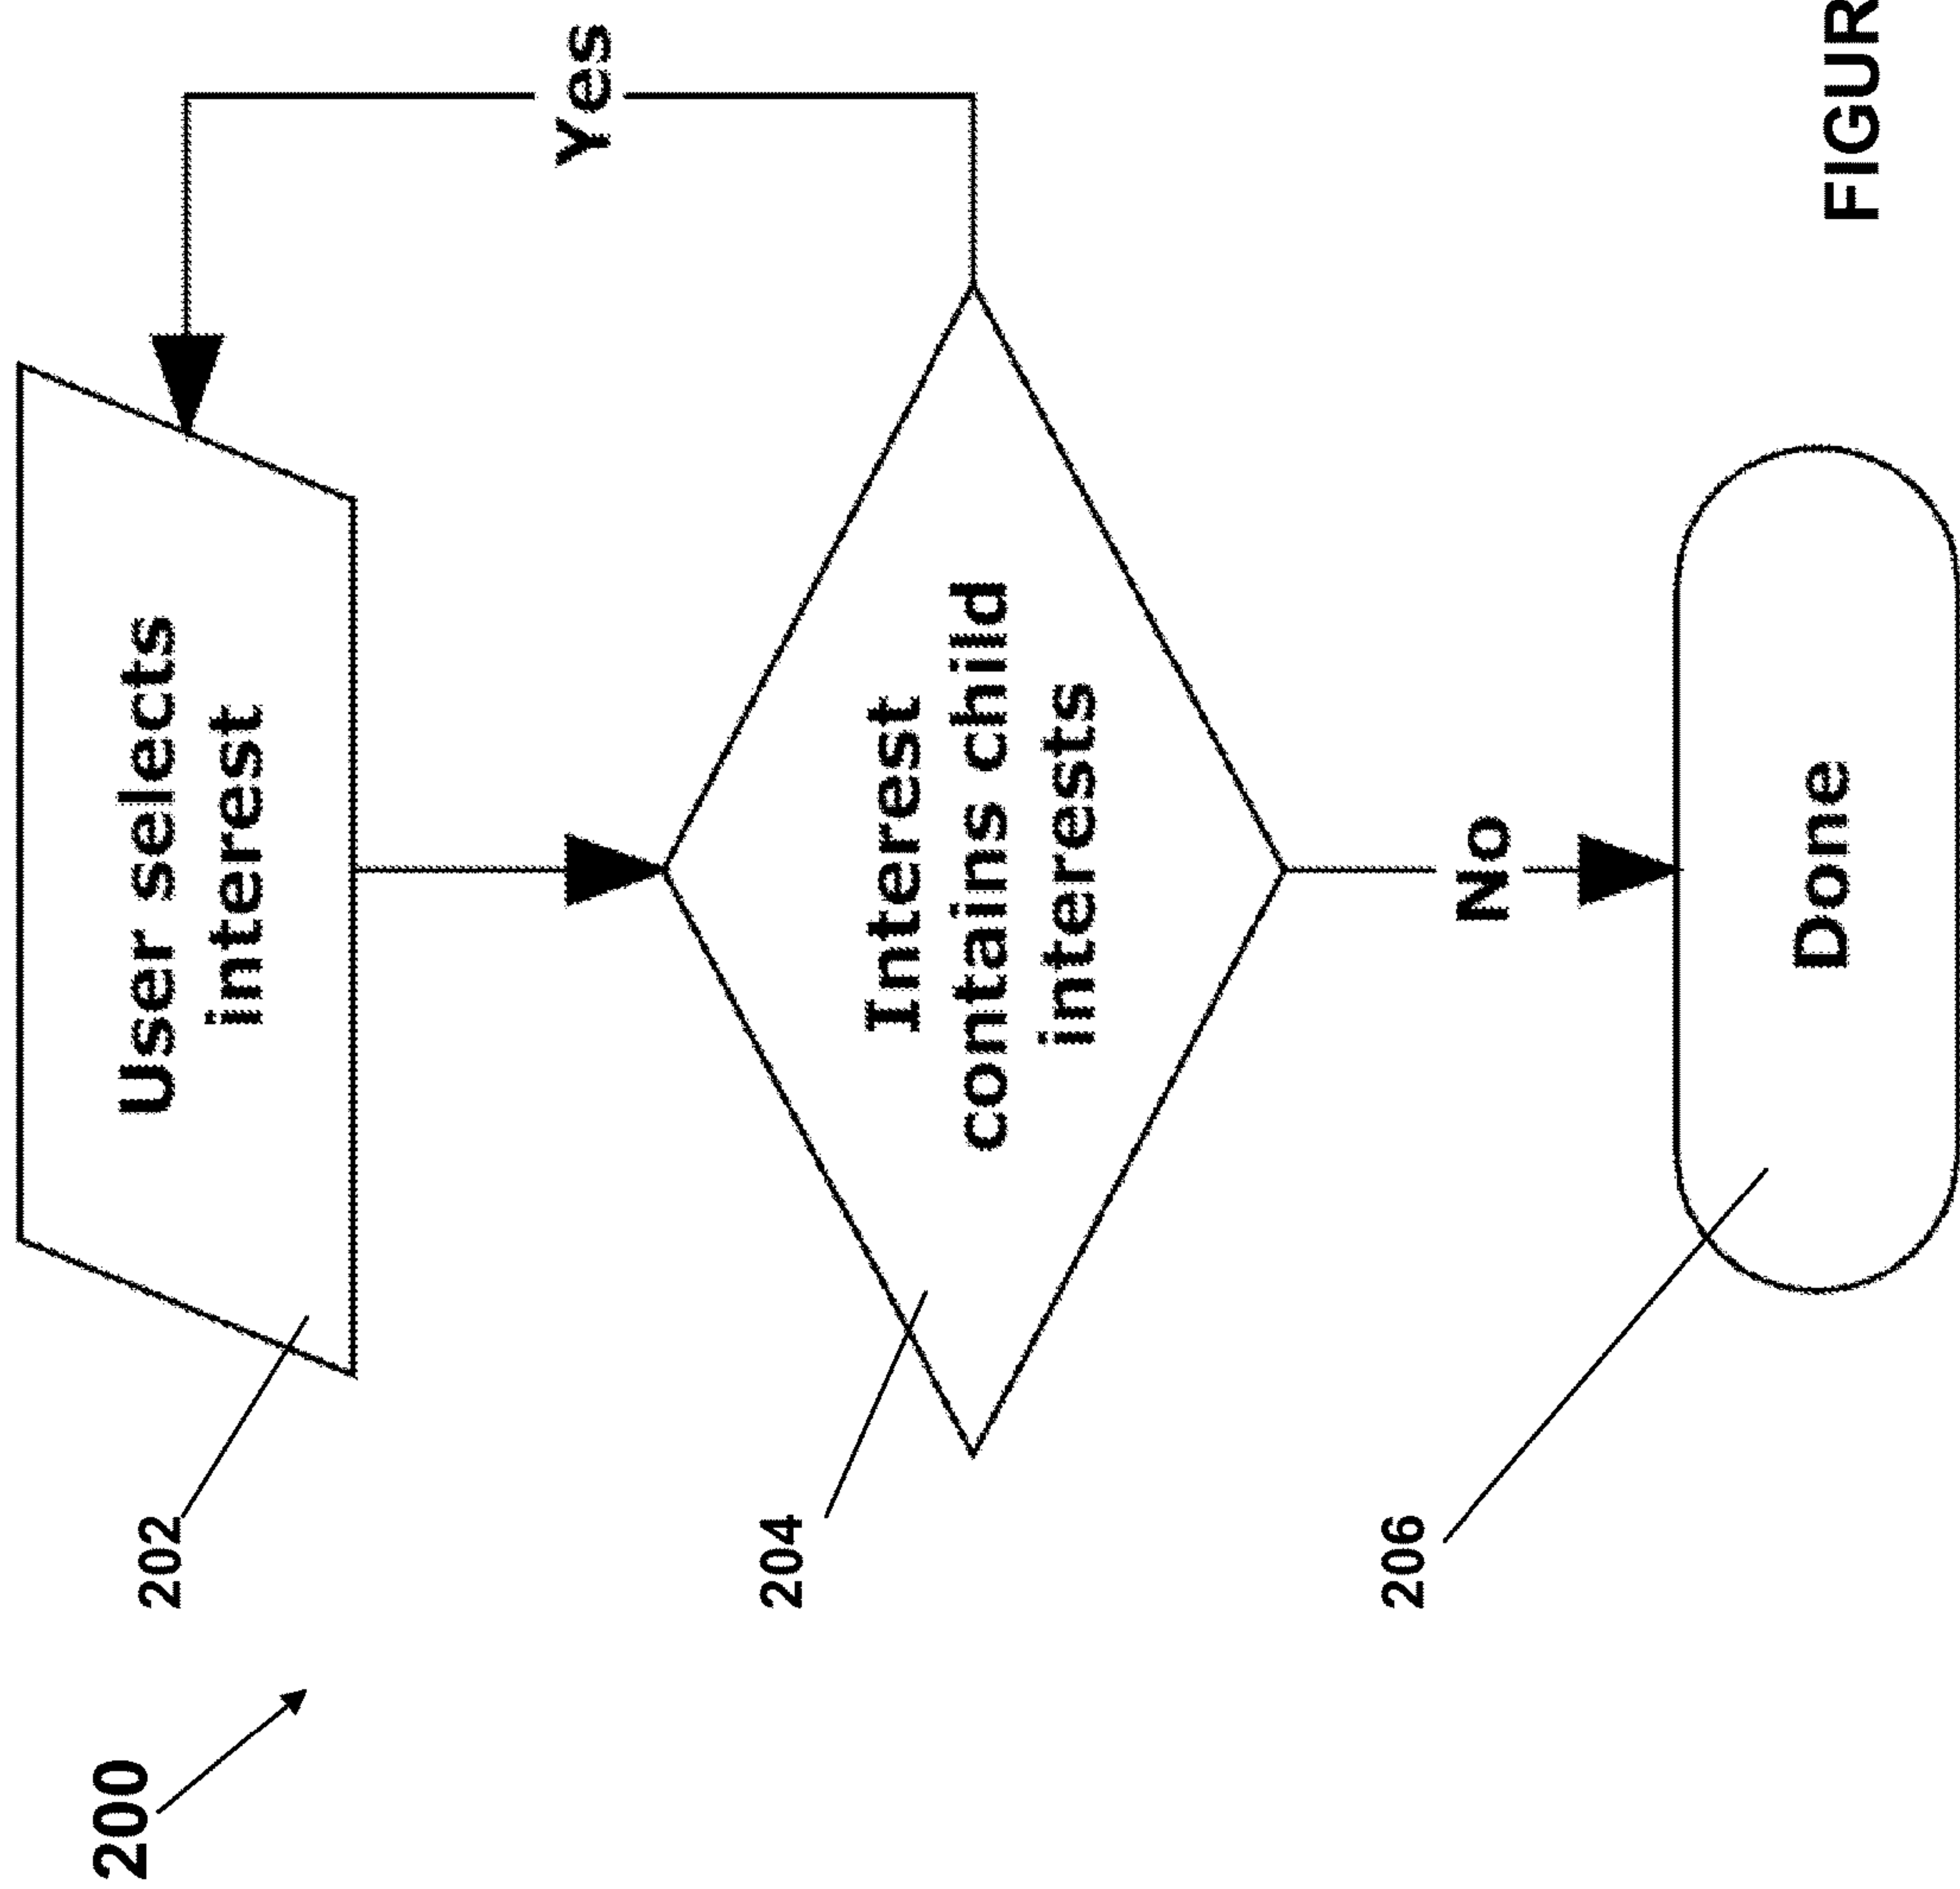 200
202
User selects
interest
Yes
204
Interest
contains child
interests
No
206
Done
FIGUR